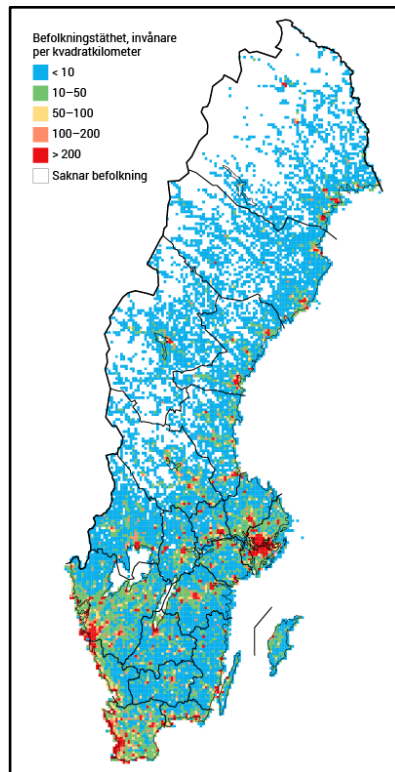 Befolkningstäthet, invånare
per kvadratkilometer
< 10
10–50
50–100
100–200
> 200
Saknar befolkning